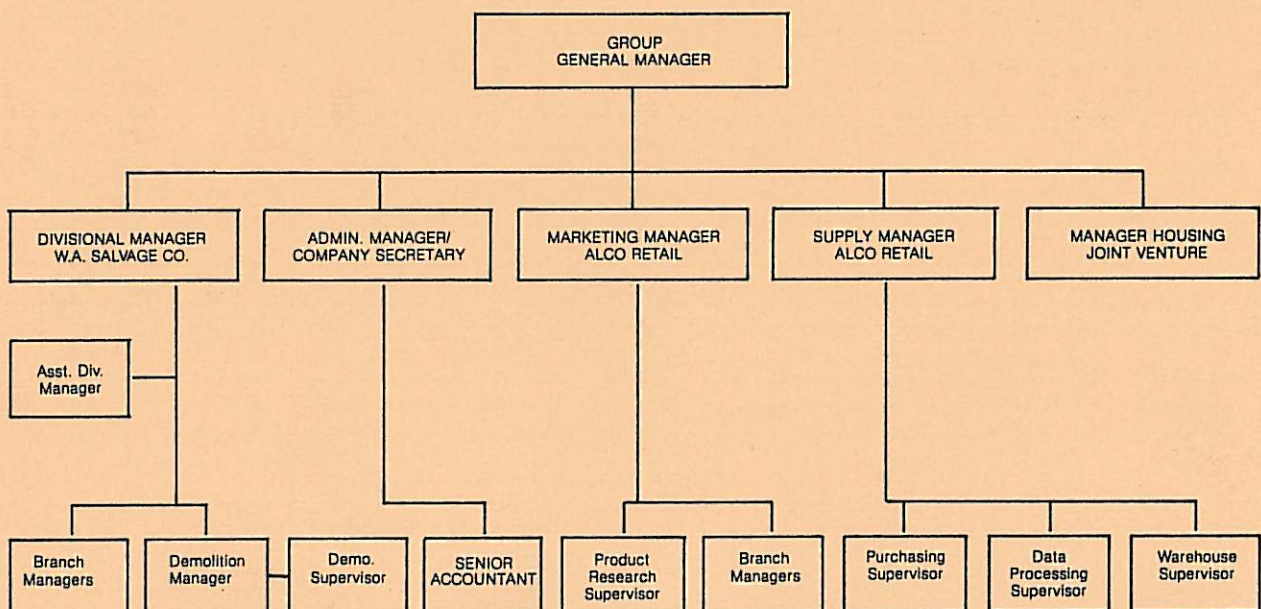 GROUP
GENERAL MANAGER
DIVISIONAL MANAGER
W.A. SALVAGE CO.
ADMIN. MANAGER/
COMPANY SECRETARY
MARKETING MANAGER
ALCO RETAIL
SUPPLY MANAGER
ALCO RETAIL
MANAGER HOUSING
JOINT VENTURE
Asst. Div.
Manager
Branch
Managers
Demolition
Manager
Demo.
Supervisor
SENIOR
ACCOUNTANT
Product
Research
Supervisor
Branch
Managers
Purchasing
Supervisor
Data
Processing
Supervisor
Warehouse
Supervisor